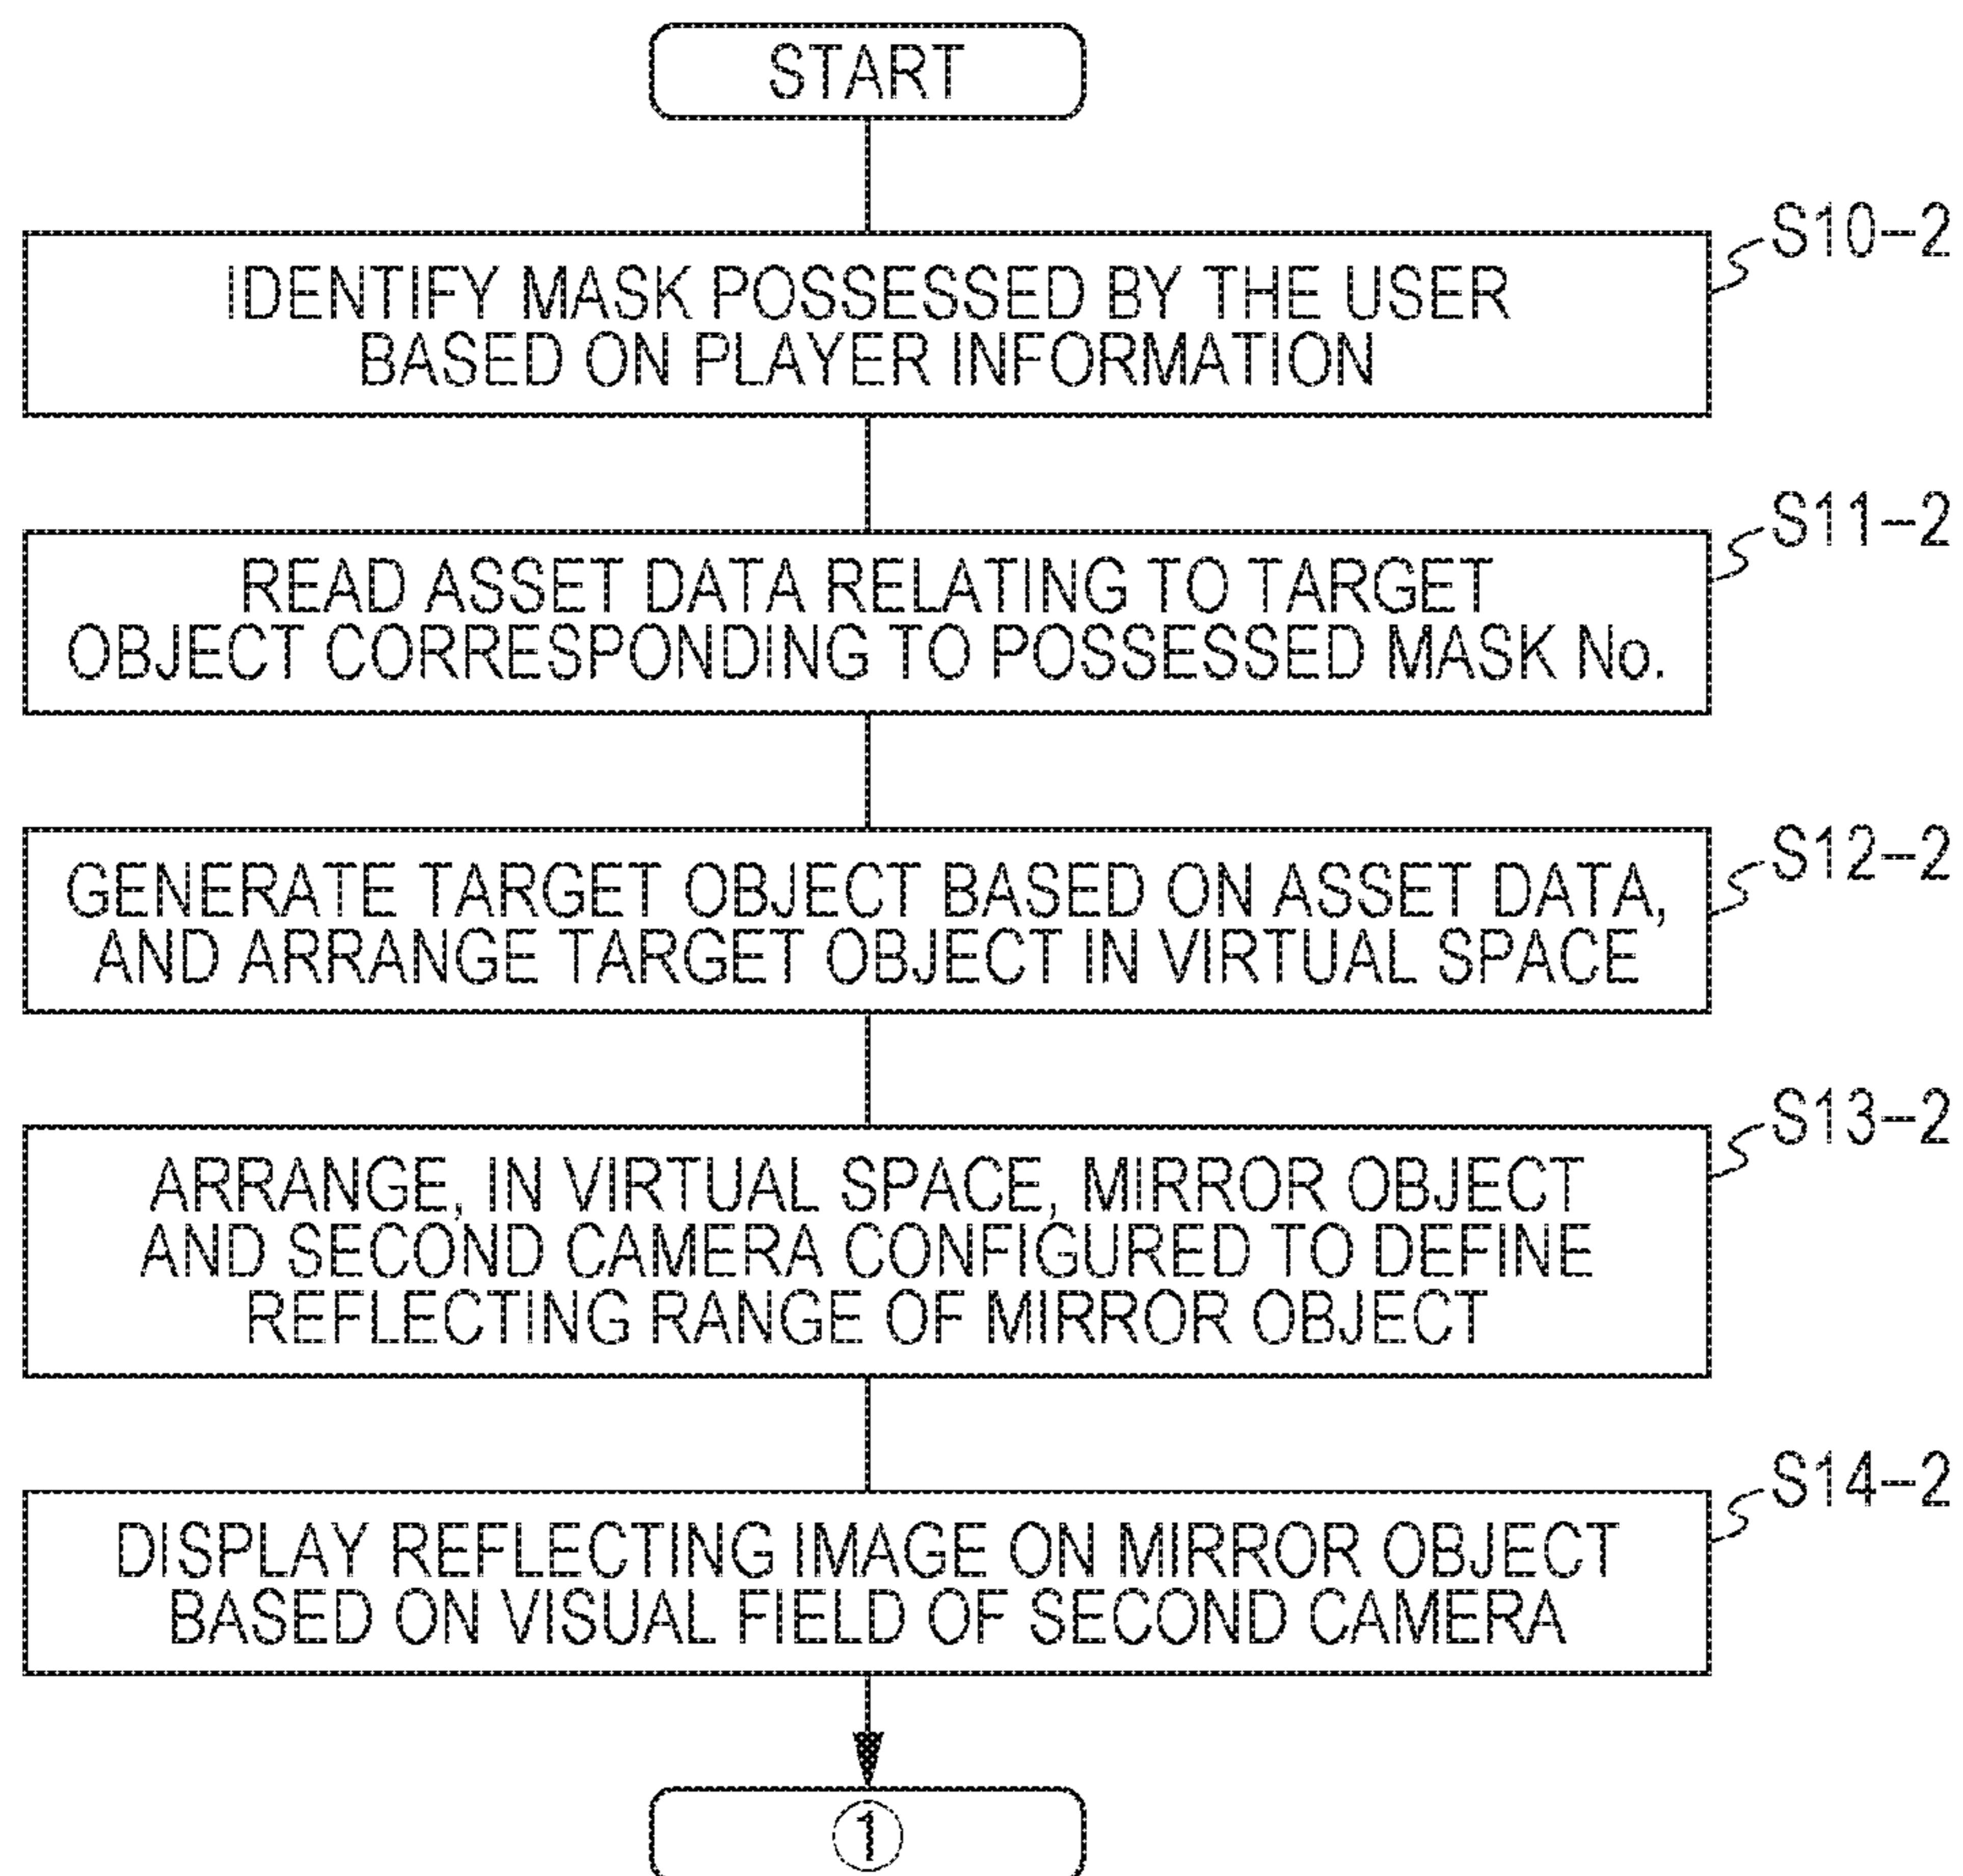 START
S10-2
IDENTIFY MASK POSSESSED BY THE USER
BASED ON PLAYER INFORMATION
S11-2
READ ASSET DATA RELATING TO TARGET
OBJECT CORRESPONDING TO POSSESSED MASK No.
S12-2
GENERATE TARGET OBJECT BASED ON ASSET DATA,
AND ARRANGE TARGET OBJECT IN VIRTUAL SPACE
S13-2
ARRANGE, IN VIRTUAL SPACE, MIRROR OBJECT
AND SECOND CAMERA CONFIGURED TO DEFINE
REFLECTING RANGE OF MIRROR OBJECT
S14-2
DISPLAY REFLECTING IMAGE ON MIRROR OBJECT
BASED ON VISUAL FIELD OF SECOND CAMERA
①